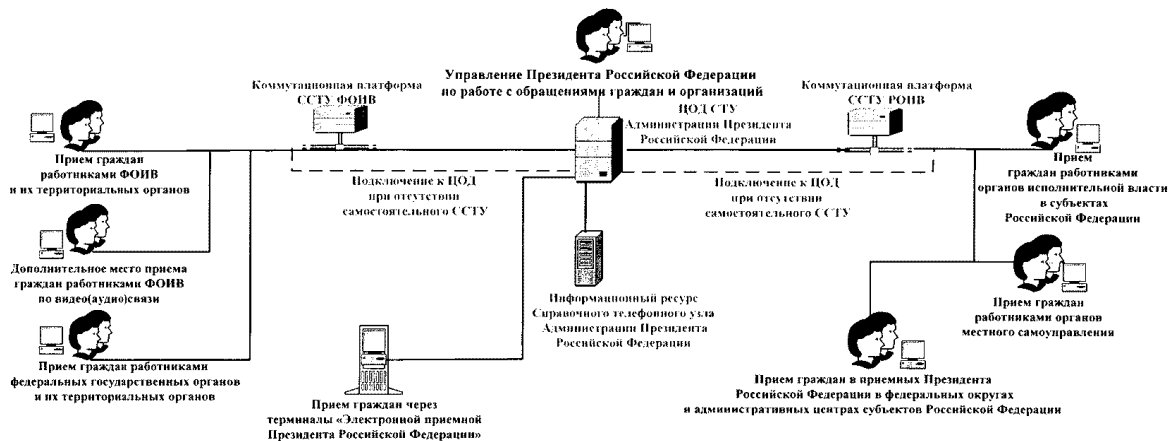 Управление Президента Российской Федерации
по работе с обращениями граждан и организаций
Коммутационная платформа
ССТУ ФОИВ
ЦОД СТУ
Администрации Президента
Российской Федерации
Коммутационная платформа
ССТУ РОИВ
Прием граждан
работниками ФОИВ
и их территориальных органов
Подключение к ЦОД
при отсутствии
самостоятельного ССТУ
Подключение к ЦОД
при отсутствии
самостоятельного ССТУ
Прием
граждан работниками
органов исполнительной власти
в субъектах
Российской Федерации
Дополнительное место приема
граждан работниками ФОИВ
по видео(аудио)связи
Информационный ресурс
Справочного телефонного узла
Администрации Президента
Российской Федерации
Прием граждан
работниками органов
местного самоуправления
Прием граждан работниками
федеральных государственных органов
и их территориальных органов
Прием граждан через
терминалы «Электронной приемной
Президента Российской Федерации»
Прием граждан в приемных Президента
Российской Федерации в федеральных округах
и административных центрах субъектов Российской Федерации